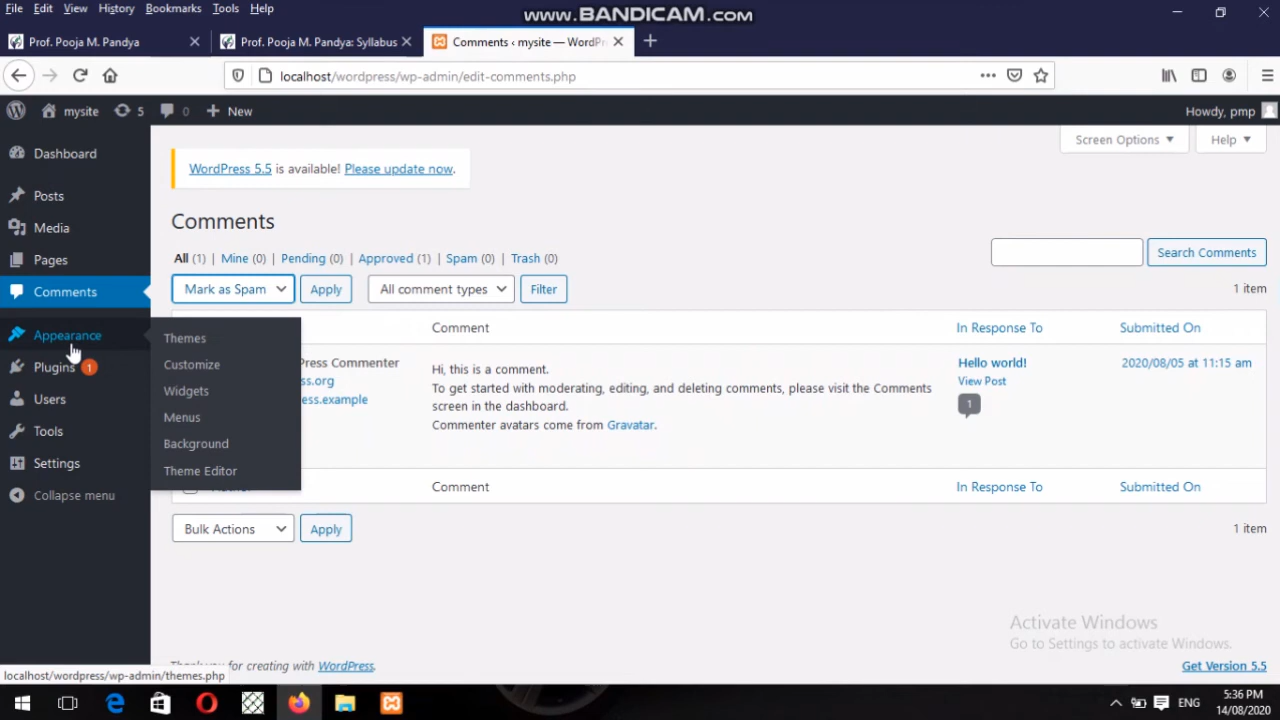 File Edit View History Bookmarks Tools Help
www.BANDICAM.com
Prof. Pooja M. Pandya
Prof. Pooja M. Pandya: Syllabus
Comments ‹ mysite — WordPr
localhost/wordpress/wp-admin/edit-comments.php
mysite 5 0 + New
Howdy, pmp
Dashboard
Posts
Media
Pages
Comments
Appearance
Plugins 1
Users
Tools
Settings
Collapse menu
Themes
Customize
Widgets
Menus
Background
Theme Editor
Screen Options
Help
WordPress 5.5 is available! Please update now.
Comments
All (1) | Mine (0) | Pending (0) | Approved (1) | Spam (0) | Trash (0)
Search Comments
Mark as Spam Apply All comment types Filter
1 item
Comment In Response To Submitted On
Press Commenter
ss.org
ess.example
Hi, this is a comment.
To get started with moderating, editing, and deleting comments, please visit the Comments
screen in the dashboard.
Commenter avatars come from Gravatar.
Hello world!
View Post
1
2020/08/05 at 11:15 am
Comment In Response To Submitted On
Bulk Actions Apply
1 item
Activate Windows
Go to Settings to activate Windows.
for creating with WordPress.
Get Version 5.5
localhost/wordpress/wp-admin/themes.php
ENG
5:36 PM
14/08/2020